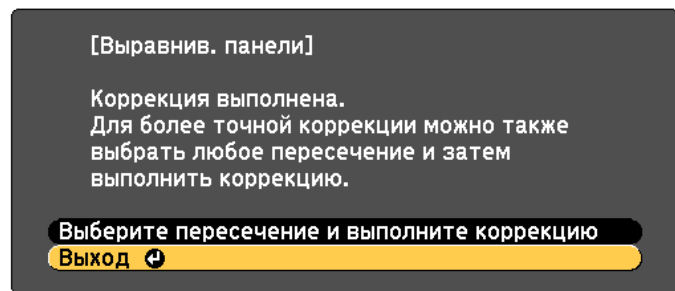 [Выравнив. панели]
Коррекция выполнена.
Для более точной коррекции можно также
выбрать любое пересечение и затем
выполнить коррекцию.
Выберите пересечение и выполните коррекцию
Выход